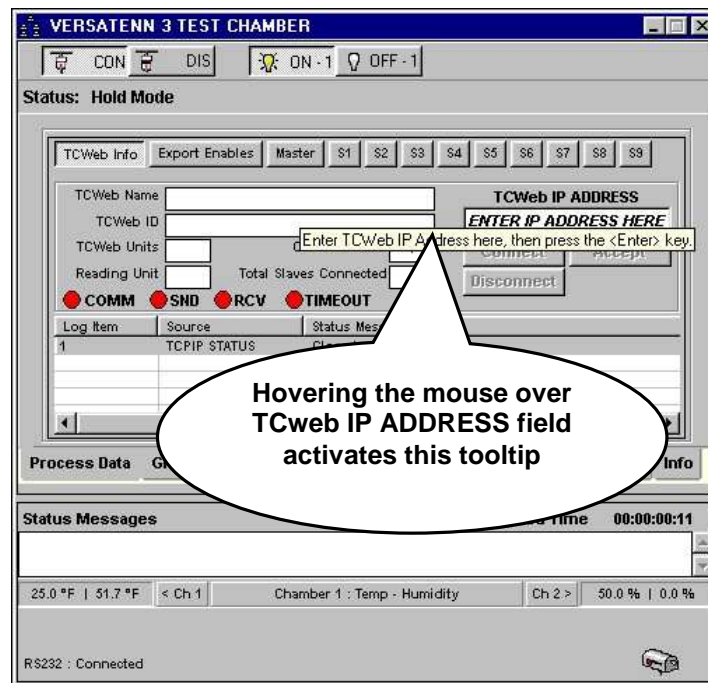 VERSATENN 3 TEST CHAMBER
CON DIS ON - 1 OFF - 1
Status: Hold Mode
TCWeb Info Export Enables Master S1 S2 S3 S4 S5 S6 S7 S8 S9
TCWeb Name TCWeb IP ADDRESS
TCWeb ID ENTER IP ADDRESS HERE
Enter TCWeb IP Address here, then press the <Enter> key.
TCWeb Units Connect Accept
Reading Unit Total Slaves Connected Disconnect
COMM SND RCV TIMEOUT
Log Item Source Status
1 TCPIP STATUS
Hovering the mouse over
TCweb IP ADDRESS field
activates this tooltip
Process Data Info
Status Messages Time 00:00:00:11
25.0 °F | 51.7 °F < Ch 1 Chamber 1 : Temp - Humidity Ch 2 > 50.0 % | 0.0 %
RS232 : Connected